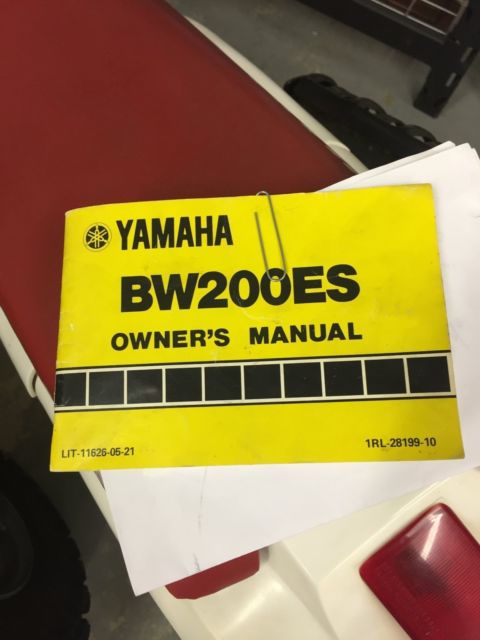 YAMAHA
BW200ES
OWNER'S MANUAL
LIT-11626-05-21
1RL-28199-10